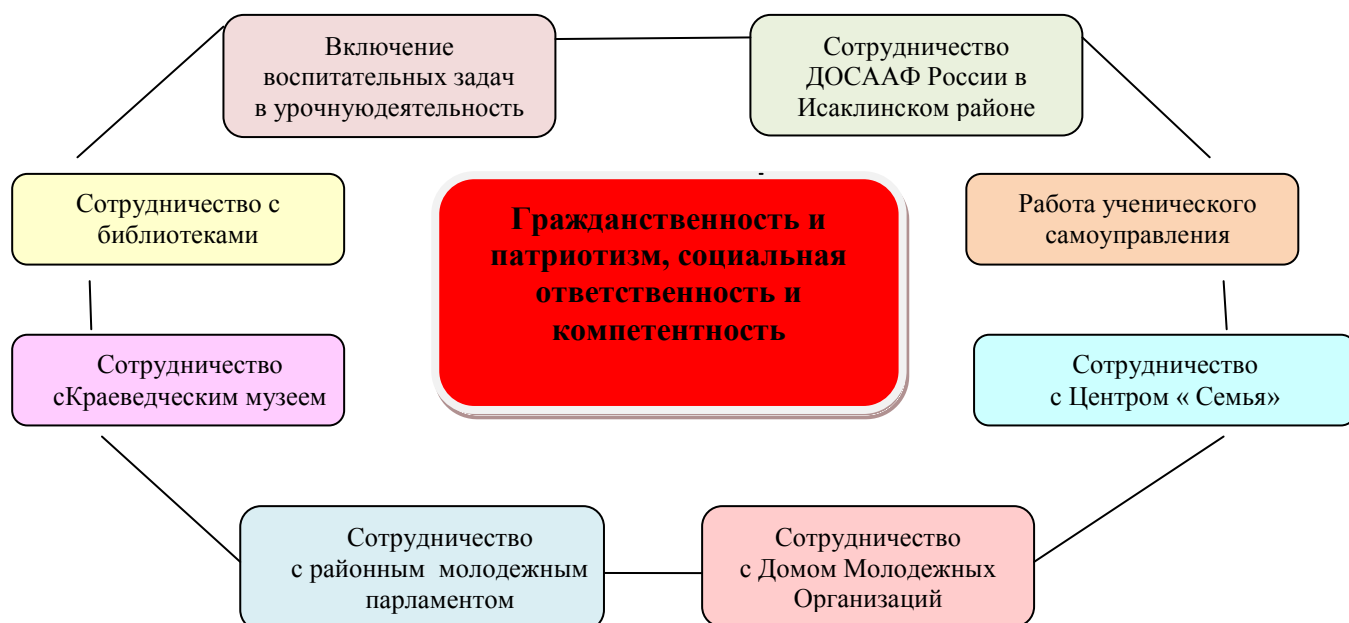 Включение
воспитательных задач
в урочнуюдеятельность
Сотрудничество
ДОСААФ России в
Исаклинском районе
Сотрудничество с
библиотеками
Гражданственность и
патриотизм, социальная
ответственность и
компетентность
Работа ученического
самоуправления
Сотрудничество
сКраеведческим музеем
Сотрудничество
с Центром « Семья»
Сотрудничество
с районным молодежным
парламентом
Сотрудничество
с Домом Молодежных
Организаций